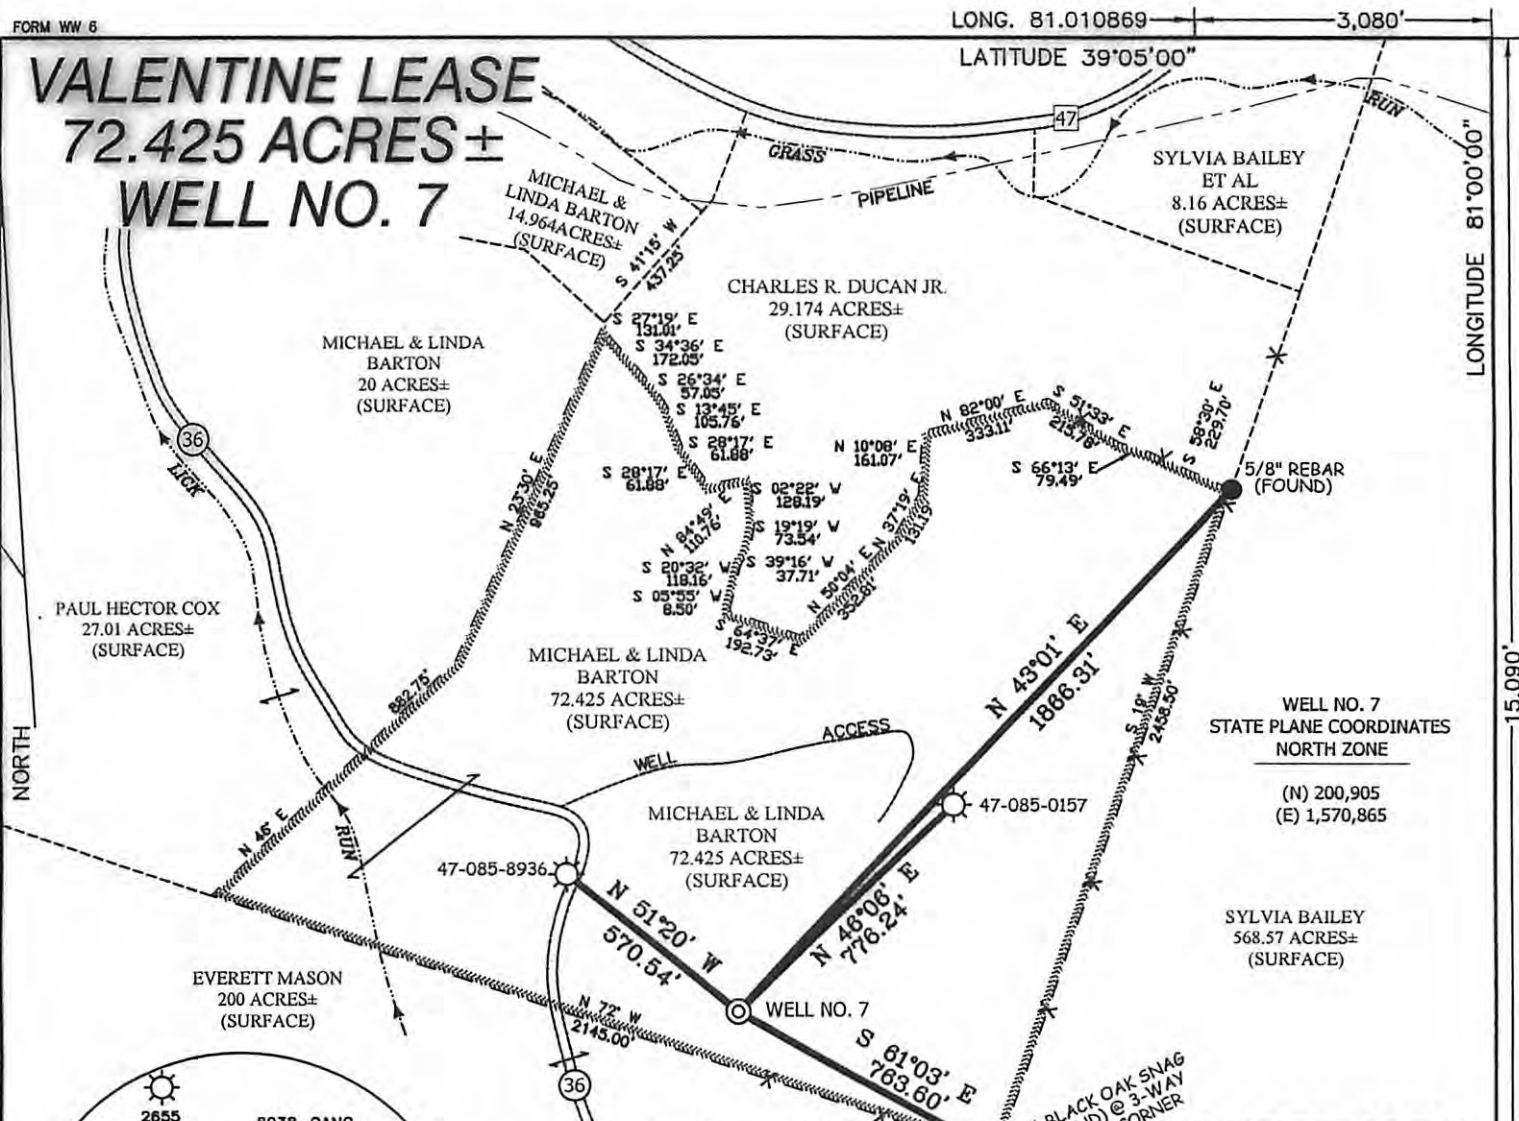 FORM WW 6
LONG. 81.010869
3,080'
LATITUDE 39°05'00"
VALENTINE LEASE
72.425 ACRES ±
WELL NO. 7
47
RUN
GRASS
PIPELINE
SYLVIA BAILEY
ET AL
8.16 ACRES±
(SURFACE)
LONGITUDE 81°00'00"
MICHAEL &
LINDA BARTON
14.964ACRES±
(SURFACE)
S 41°15' W
437.25'
CHARLES R. DUCAN JR.
29.174 ACRES±
(SURFACE)
MICHAEL & LINDA
BARTON
20 ACRES±
(SURFACE)
S 27°19' E
131.01'
S 34°36' E
172.05'
S 26°34' E
57.05'
S 13°45' E
105.76'
S 28°17' E
61.88'
S 28°17' E
61.88'
N 84°49' E
110.76'
S 02°22' W
128.19'
S 19°19' W
73.54'
S 39°16' W
37.71'
S 20°32' W
118.16'
S 05°55' W
8.50'
S 64°37' E
192.73'
N 50°04' E
352.81'
N 37°19' E
131.19'
N 10°08' E
161.07'
N 82°00' E
333.11'
S 51°33' E
215.78'
S 66°13' E
79.49'
S 58°30' E
229.70'
5/8" REBAR
(FOUND)
36
LICK
N 23°30' E
965.25'
PAUL HECTOR COX
27.01 ACRES±
(SURFACE)
MICHAEL & LINDA
BARTON
72.425 ACRES±
(SURFACE)
882.75'
N 46° E
NORTH
N 43°01' E
1866.31'
S 19° W
2458.50'
WELL NO. 7
STATE PLANE COORDINATES
NORTH ZONE
(N) 200,905
(E) 1,570,865
15,090'
WELL
ACCESS
MICHAEL & LINDA
BARTON
72.425 ACRES±
(SURFACE)
47-085-0157
RUN
47-085-8936
N 51°20' W
570.54'
N 46°06' E
776.24'
SYLVIA BAILEY
568.57 ACRES±
(SURFACE)
EVERETT MASON
200 ACRES±
(SURFACE)
N 72° W
2145.00'
WELL NO. 7
S 61°03' E
763.60'
36
BLACK OAK SNAG
@ 3-WAY
CORNER
2655